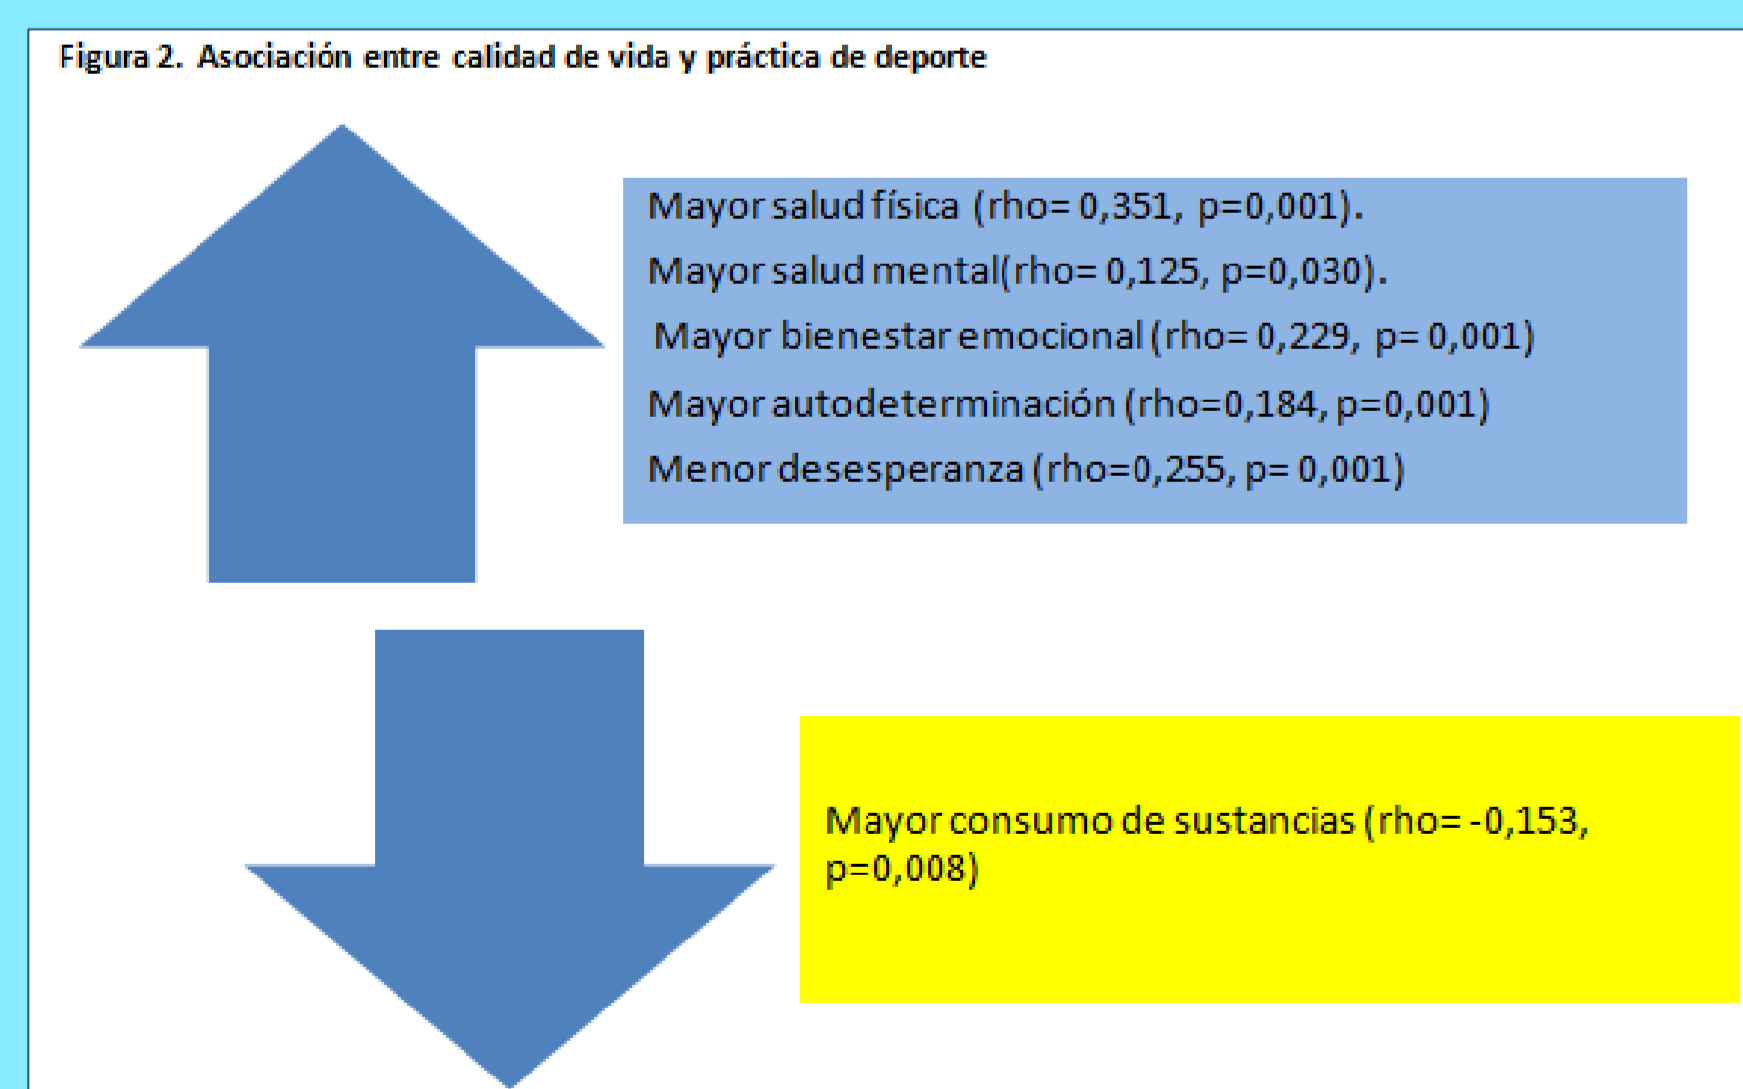 Figura 2. Asociación entre calidad de vida y práctica de deporte
Mayor salud física (rho= 0,351, p=0,001).
Mayor salud mental(rho= 0,125, p=0,030).
Mayor bienestar emocional (rho= 0,229, p= 0,001)
Mayor autodeterminación (rho=0,184, p=0,001)
Menor desesperanza (rho=0,255, p= 0,001)
Mayor consumo de sustancias (rho= -0,153,
p=0,008)